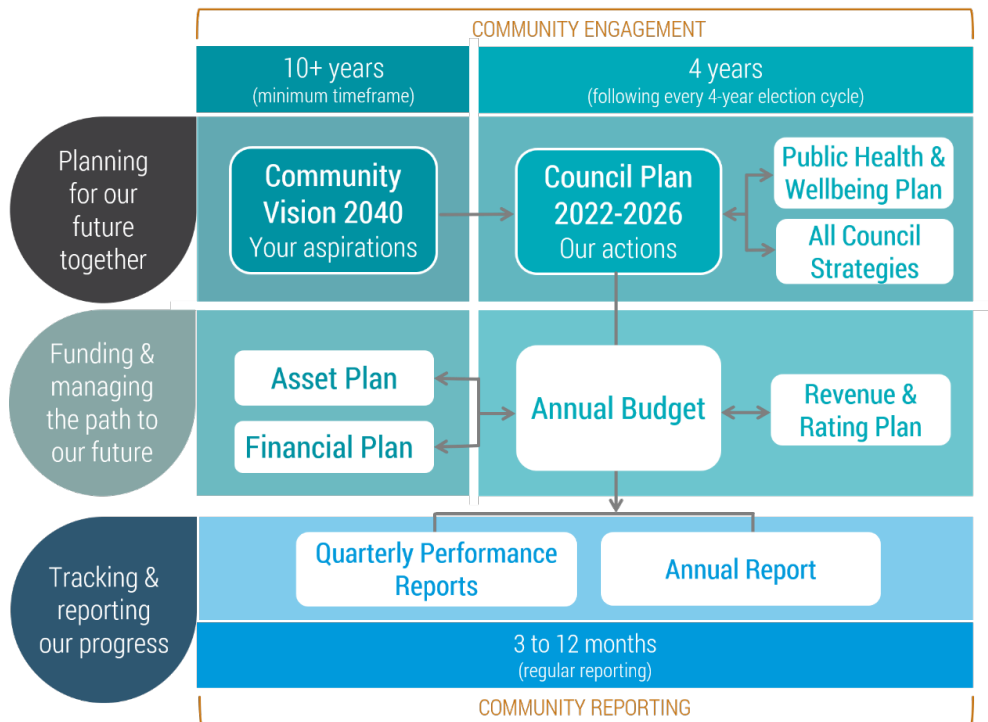 COMMUNITY ENGAGEMENT
10+ years
(minimum timeframe)
4 years
(following every 4-year election cycle)
Planning
for our
future
together
Community
Vision 2040
Your aspirations
Council Plan
2022-2026
Our actions
Public Health &
Wellbeing Plan
All Council
Strategies
Funding &
managing
the path to
our future
Asset Plan
Financial Plan
Annual Budget
Revenue &
Rating Plan
Tracking &
reporting
our progress
Quarterly Performance
Reports
Annual Report
3 to 12 months
(regular reporting)
COMMUNITY REPORTING